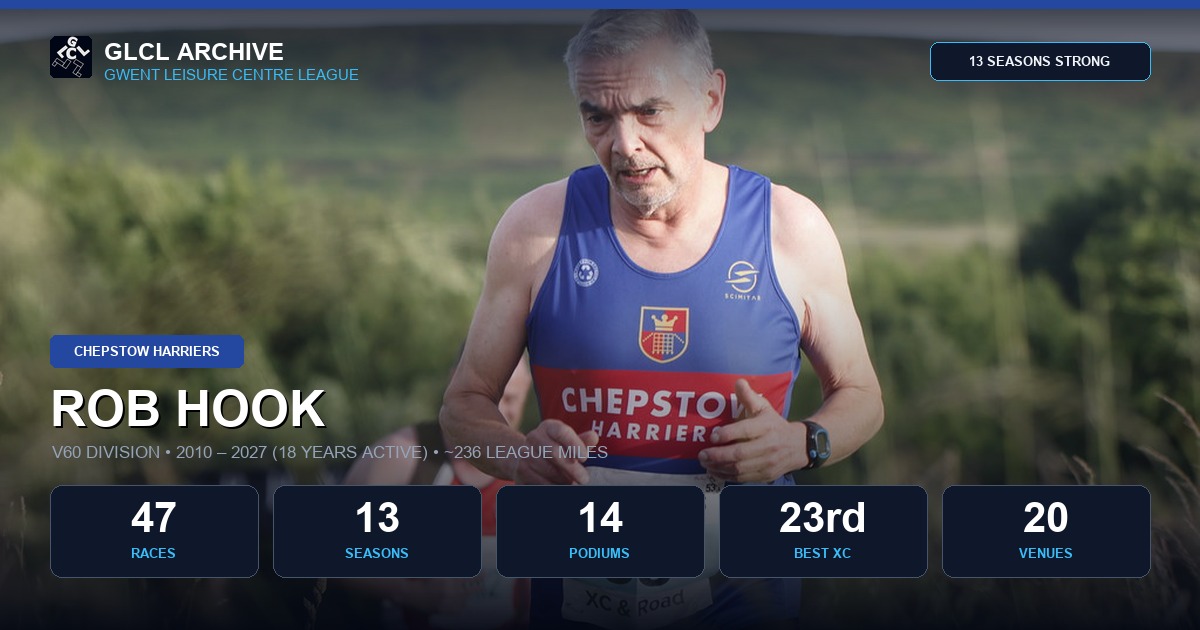 GLCL ARCHIVE
GWENT LEISURE CENTRE LEAGUE
13 SEASONS STRONG
SCIMITAR
CHEPSTOW
HARRIERS
CHEPSTOW HARRIERS
ROB HOOK
V60 DIVISION • 2010 – 2027 (18 YEARS ACTIVE) • ~236 LEAGUE MILES
47
RACES
13
SEASONS
14
PODIUMS
23rd
BEST XC
20
VENUES
XC & Road